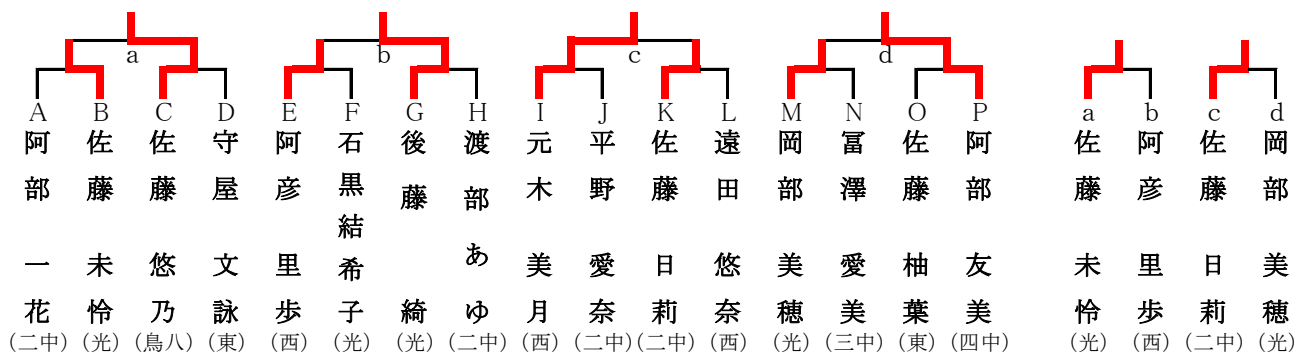 a b c d
A B C D E F G H I J K L M N O P a b c d
阿部一花
(二中)
佐藤未怜
(光)
佐藤悠乃
(鳥八)
守屋文詠
(東)
阿彦里歩
(西)
石黒結希子
(光)
後藤綺
(光)
渡部あゆ
(二中)
元木美月
(西)
平野愛奈
(二中)
佐藤日莉
(二中)
遠田悠奈
(西)
岡部美穂
(光)
冨澤愛美
(三中)
佐藤柚葉
(東)
阿部友美
(四中)
佐藤未怜
(光)
阿彦里歩
(西)
佐藤日莉
(二中)
岡部美穂
(光)